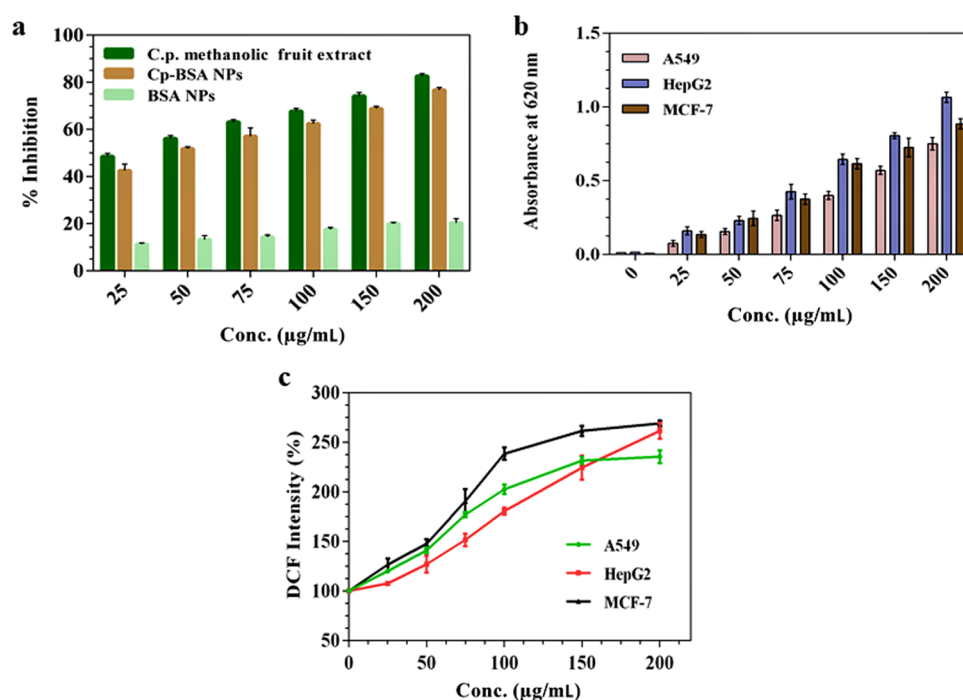 a
C.p. methanolic fruit extract
Cp-BSA NPs
BSA NPs
% Inhibition
100
80
60
40
20
0
25 50 75 100 150 200
Conc. (µg/mL)
b
A549
HepG2
MCF-7
Absorbance at 620 nm
1.5
1.0
0.5
0.0
0 25 50 75 100 150 200
Conc. (µg/mL)
c
DCF Intensity (%)
300
250
200
150
100
50
A549
HepG2
MCF-7
0 50 100 150 200
Conc. (µg/mL)